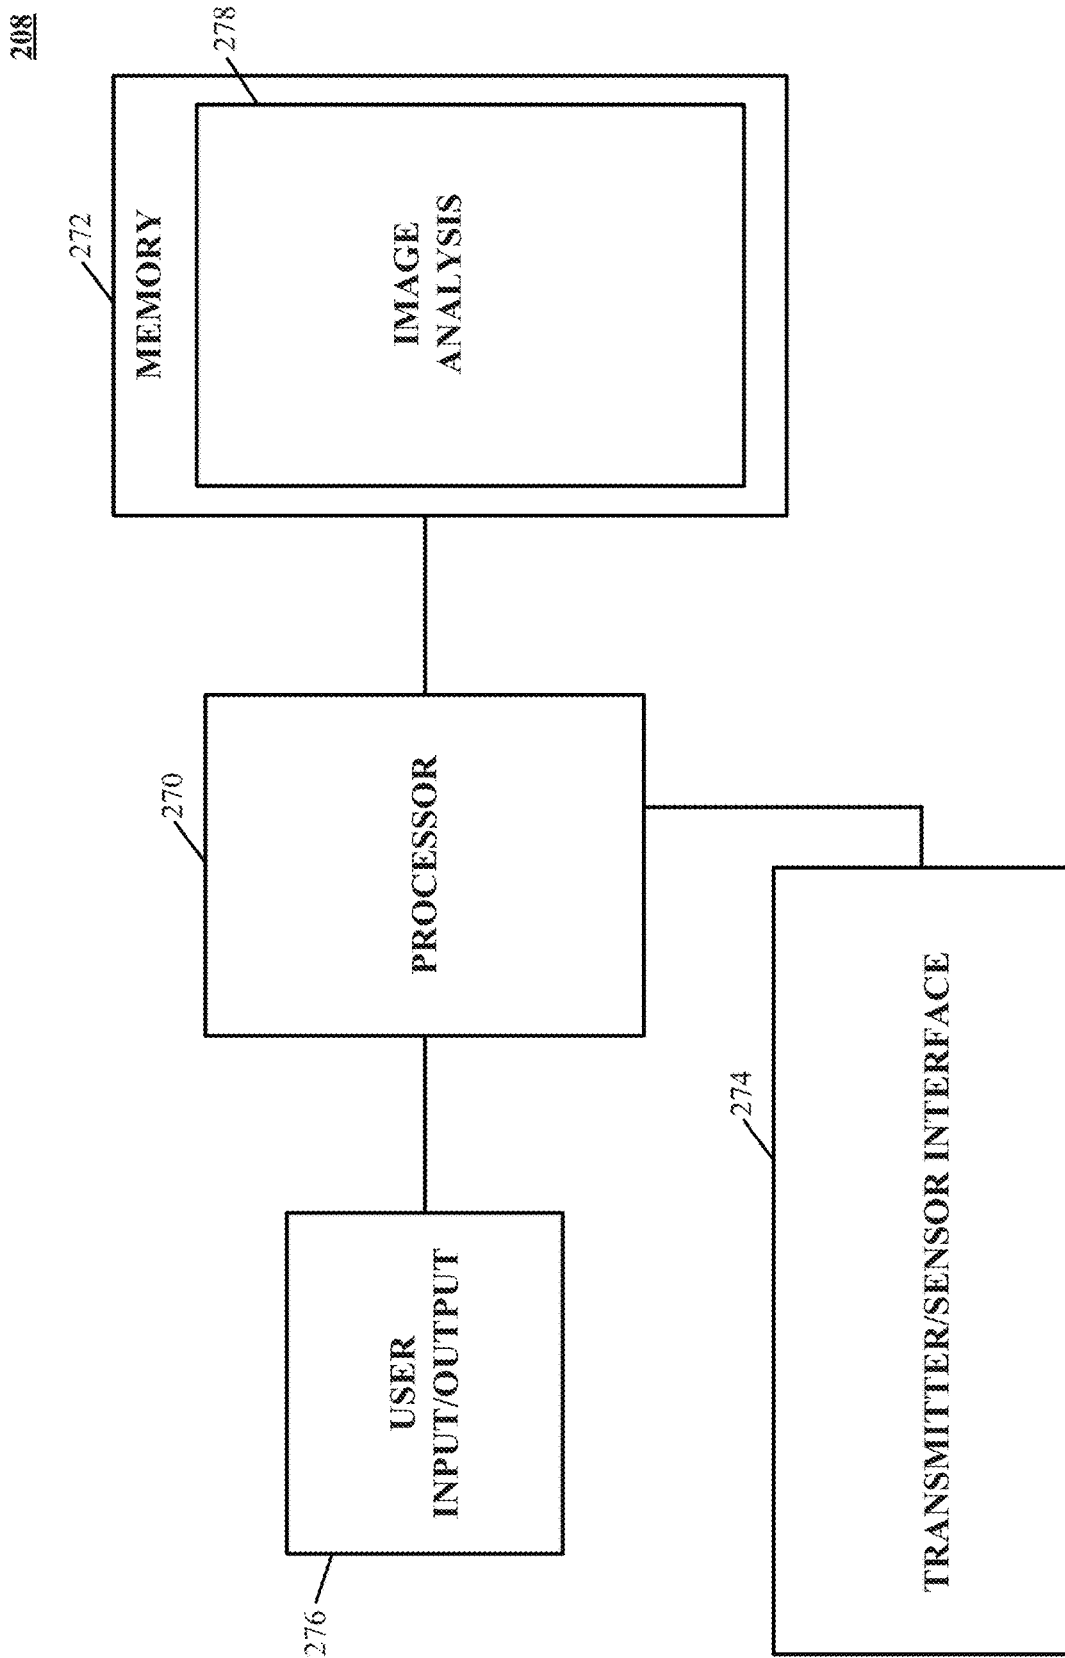 208
276
USER
INPUT/OUTPUT
270
PROCESSOR
272
MEMORY
278
IMAGE
ANALYSIS
274
TRANSMITTER/SENSOR INTERFACE